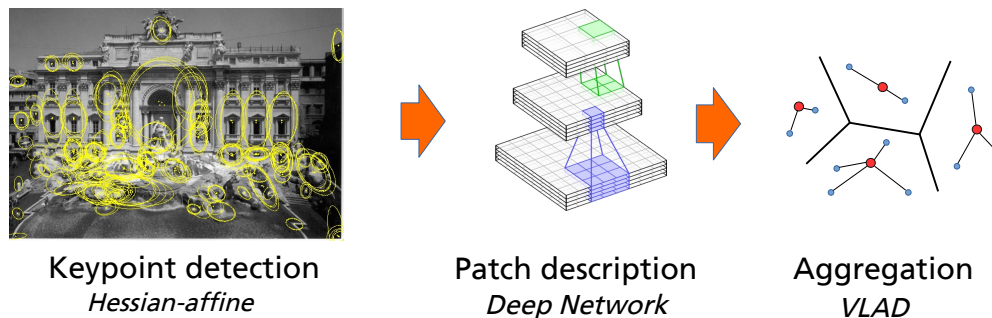 Keypoint detection
Hessian-affine
Patch description
Deep Network
Aggregation
VLAD